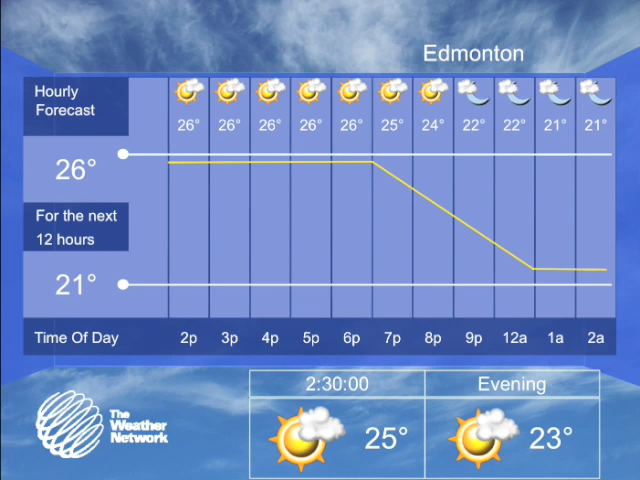 Edmonton
Hourly
Forecast
26° 26° 26° 26° 26° 25° 24° 22° 22° 21° 21°
26°
For the next
12 hours
21°
Time Of Day 2p 3p 4p 5p 6p 7p 8p 9p 12a 1a 2a
2:30:00 Evening
The
Weather
Network
25° 23°